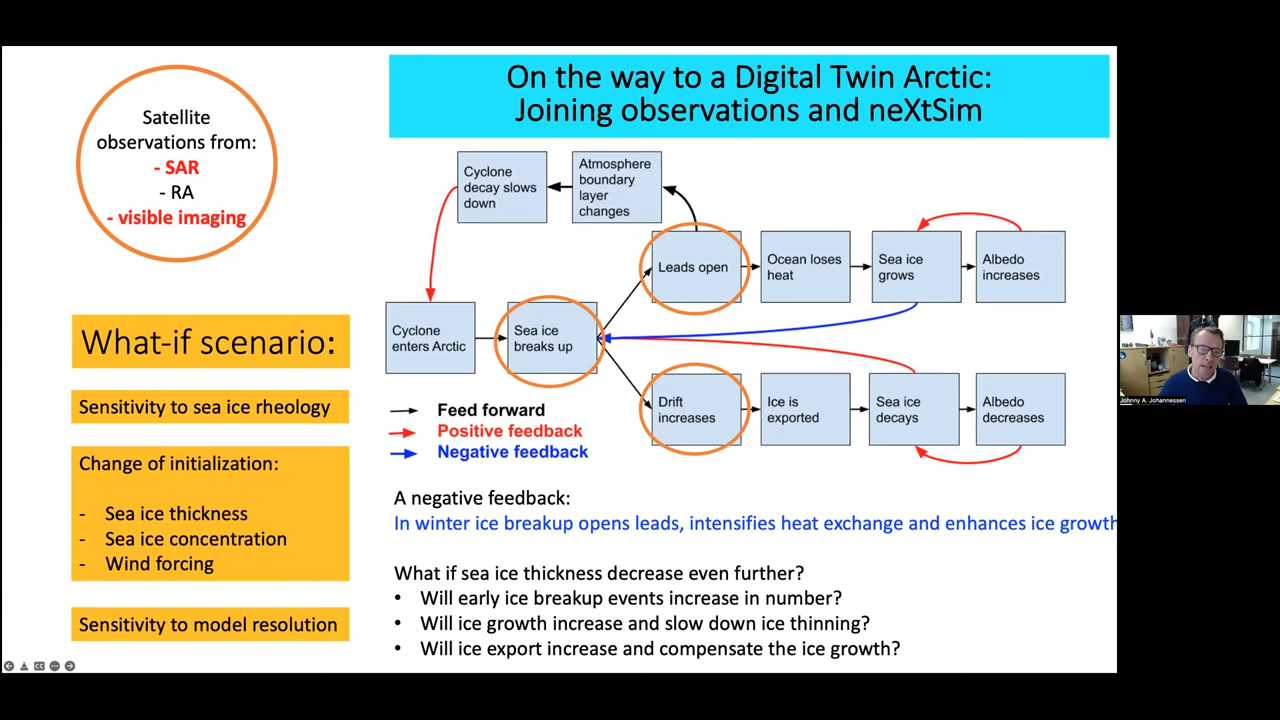 On the way to a Digital Twin Arctic:
Joining observations and neXtSim
Satellite
observations from:
- SAR
- RA
- visible imaging
What-if scenario:
Sensitivity to sea ice rheology
Change of initialization:
- Sea ice thickness
- Sea ice concentration
- Wind forcing
Sensitivity to model resolution
Cyclone
decay slows
down
Atmosphere
boundary
layer
changes
Leads open
Ocean loses
heat
Sea ice
grows
Albedo
increases
Cyclone
enters Arctic
Sea ice
breaks up
Drift
increases
Ice is
exported
Sea ice
decays
Albedo
decreases
Feed forward
Positive feedback
Negative feedback
A negative feedback:
In winter ice breakup opens leads, intensifies heat exchange and enhances ice growth
What if sea ice thickness decrease even further?
• Will early ice breakup events increase in number?
• Will ice growth increase and slow down ice thinning?
• Will ice export increase and compensate the ice growth?
Johnny A. Johannessen